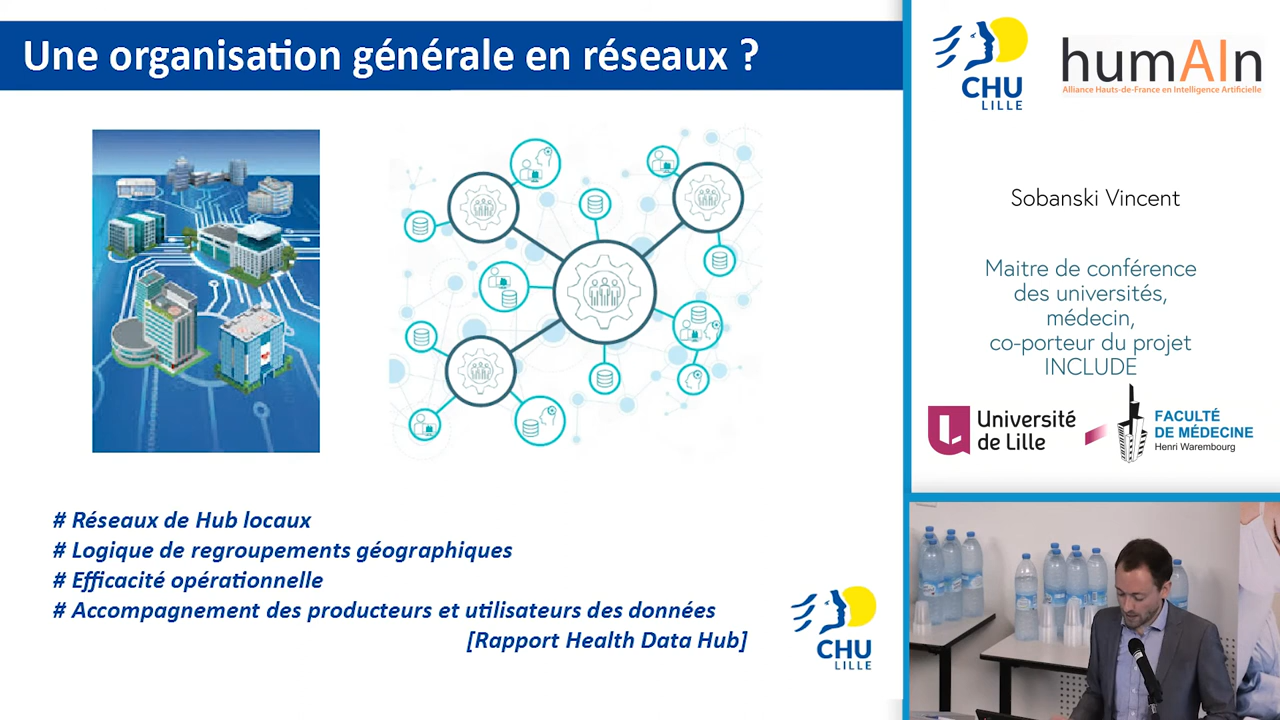 Une organisation générale en réseaux ?
# Réseaux de Hub locaux
# Logique de regroupements géographiques
# Efficacité opérationnelle
# Accompagnement des producteurs et utilisateurs des données
[Rapport Health Data Hub]
CHU
LILLE
CHU
LILLE
humAIn
Alliance Hauts-de-France en Intelligence Artificielle
Sobanski Vincent
Maitre de conférence
des universités,
médecin,
co-porteur du projet
INCLUDE
Université
de Lille
FACULTÉ
DE MÉDECINE
Henri Warembourg